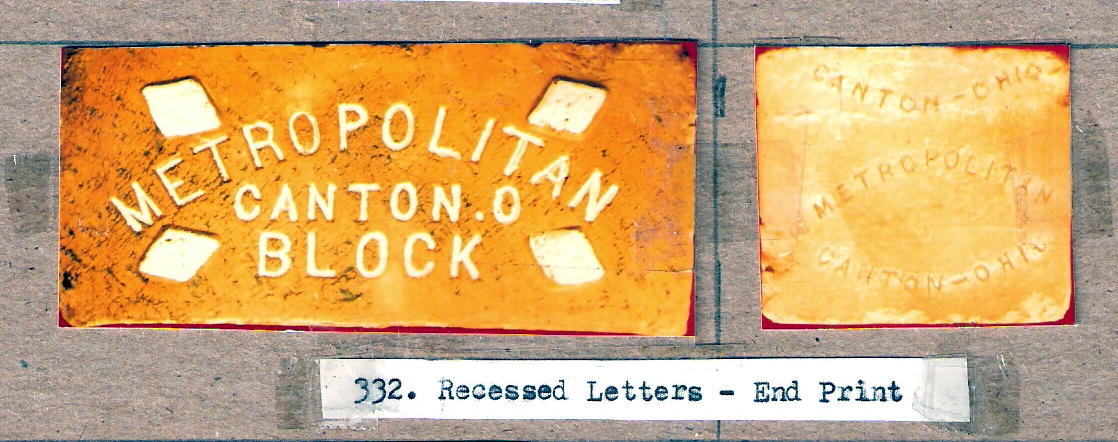 METROPOLITAN
CANTON.O
BLOCK
CANTON-OHIO
METROPOLITAN
CANTON-OHIO
332. Recessed Letters - End Print